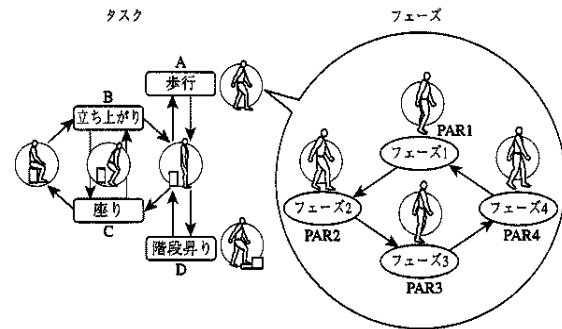 タスク
フェーズ
A
歩行
B
立ち上がり
座り
C
階段昇り
D
PAR1
フェーズ1
フェーズ2
PAR2
フェーズ3
PAR3
フェーズ4
PAR4